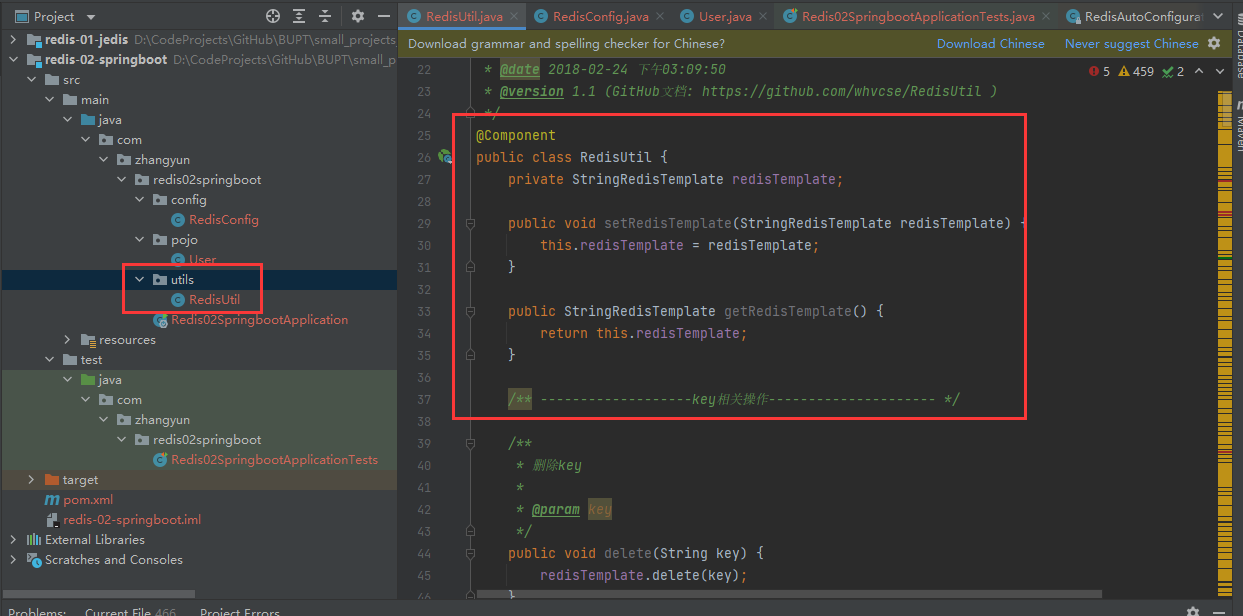 Project
redis-01-jedis D:\CodeProjects\GitHub\BUPT\small_projects
redis-02-springboot D:\CodeProjects\GitHub\BUPT\small_p
src
main
java
com
zhangyun
redis02springboot
config
RedisConfig
pojo
User
utils
RedisUtil
Redis02SpringbootApplication
resources
test
java
com
zhangyun
redis02springboot
Redis02SpringbootApplicationTests
target
pom.xml
redis-02-springboot.iml
External Libraries
Scratches and Consoles
RedisUtil.java RedisConfig.java User.java Redis02SpringbootApplicationTests.java RedisAutoConfigura
Download grammar and spelling checker for Chinese? Download Chinese Never suggest Chinese
5 459 2
22 * @date 2018-02-24 下午03:09:50
23 * @version 1.1 (GitHub文档: https://github.com/whvcse/RedisUtil )
24 */
25 @Component
26 public class RedisUtil {
27 private StringRedisTemplate redisTemplate;
28
29 public void setRedisTemplate(StringRedisTemplate redisTemplate) {
30 this.redisTemplate = redisTemplate;
31 }
32
33 public StringRedisTemplate getRedisTemplate() {
34 return this.redisTemplate;
35 }
36
37 /** -------------------key相关操作--------------------- */
38
39 /**
40 * 删除key
41 *
42 * @param key
43 */
44 public void delete(String key) {
45 redisTemplate.delete(key);
46 }
Database
Maven
Problems: Current File 466 Project Errors